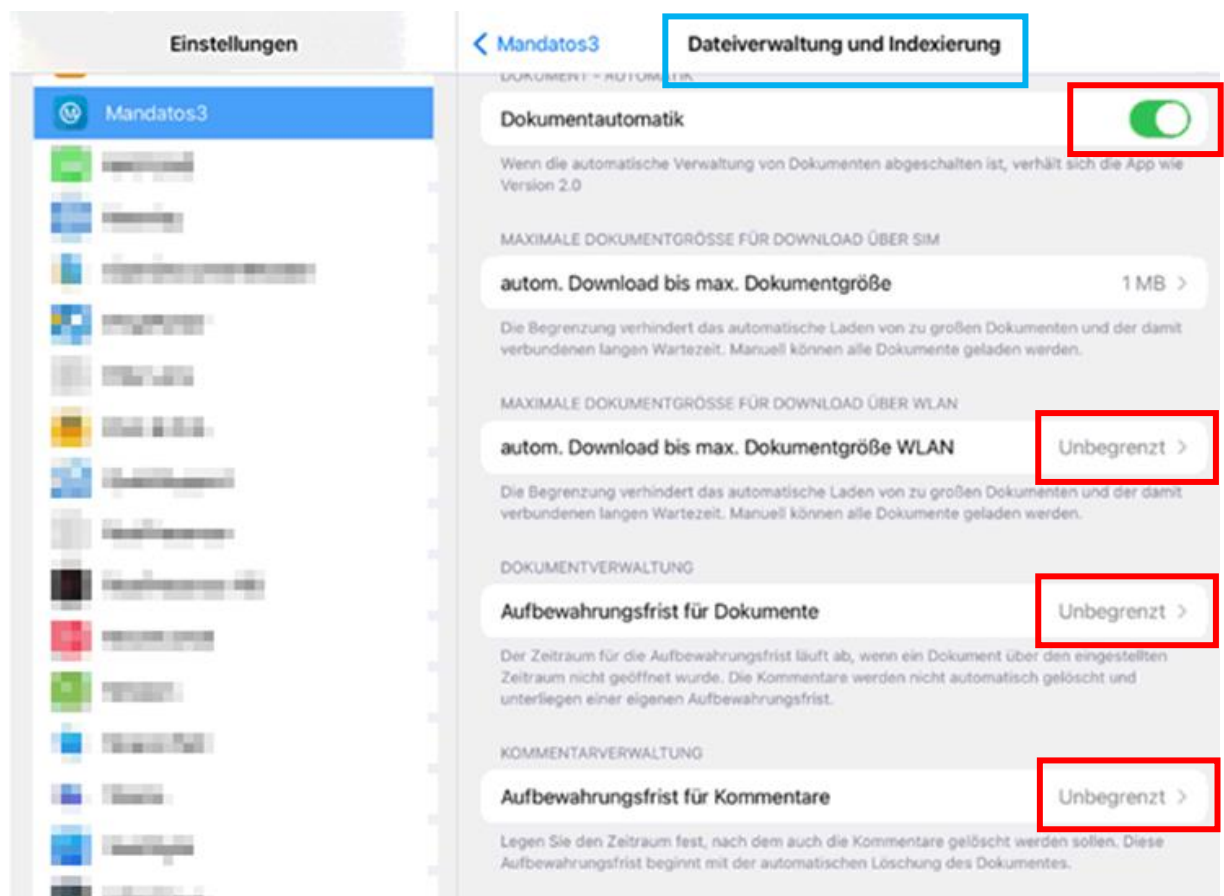 Einstellungen
Mandatos3
Mandatos3
Dateiverwaltung und Indexierung
DOKUMENT - AUTOMATIK
Dokumentautomatik
Wenn die automatische Verwaltung von Dokumenten abgeschalten ist, verhält sich die App wie
Version 2.0
MAXIMALE DOKUMENTGRÖSSE FÜR DOWNLOAD ÜBER SIM
autom. Download bis max. Dokumentgröße 1 MB
Die Begrenzung verhindert das automatische Laden von zu großen Dokumenten und der damit
verbundenen langen Wartezeit. Manuell können alle Dokumente geladen werden.
MAXIMALE DOKUMENTGRÖSSE FÜR DOWNLOAD ÜBER WLAN
autom. Download bis max. Dokumentgröße WLAN Unbegrenzt
Die Begrenzung verhindert das automatische Laden von zu großen Dokumenten und der damit
verbundenen langen Wartezeit. Manuell können alle Dokumente geladen werden.
DOKUMENTVERWALTUNG
Aufbewahrungsfrist für Dokumente Unbegrenzt
Der Zeitraum für die Aufbewahrungsfrist läuft ab, wenn ein Dokument über den eingestellten
Zeitraum nicht geöffnet wurde. Die Kommentare werden nicht automatisch gelöscht und
unterliegen einer eigenen Aufbewahrungsfrist.
KOMMENTARVERWALTUNG
Aufbewahrungsfrist für Kommentare Unbegrenzt
Legen Sie den Zeitraum fest, nach dem auch die Kommentare gelöscht werden sollen. Diese
Aufbewahrungsfrist beginnt mit der automatischen Löschung des Dokumentes.